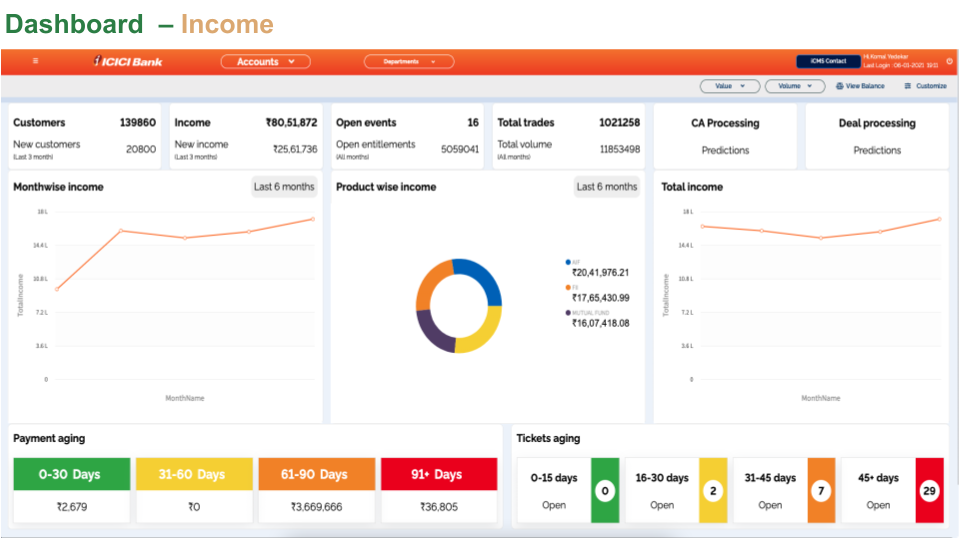 Dashboard – Income
ICICI Bank
Accounts
Departments
ICMS Contact
Hi, Komal Yedekar
Last Login : 06-03-2021
Value
Volume
View Balance
Customize
Customers 139860
New customers 20800
(Last 3 month)
Income ₹80,51,872
New income ₹25,61,736
(Last 3 months)
Open events 16
Open entitlements 5059041
(All months)
Total trades 1021258
Total volume 11853498
(All months)
CA Processing
Predictions
Deal processing
Predictions
Monthwise income Last 6 months
18 L
14.4 L
10.8 L
7.2 L
3.6 L
0
TotalIncome
MonthName
Product wise income Last 6 months
AIF
₹20,41,976.21
FX
₹17,65,430.99
MUTUAL FUND
₹16,07,418.08
Total income
18 L
14.4 L
10.8 L
7.2 L
3.6 L
0
TotalIncome
MonthName
Payment aging
0-30 Days
₹2,679
31-60 Days
₹0
61-90 Days
₹3,669,666
91+ Days
₹36,805
Tickets aging
0-15 days
Open
0
16-30 days
Open
2
31-45 days
Open
7
45+ days
Open
29